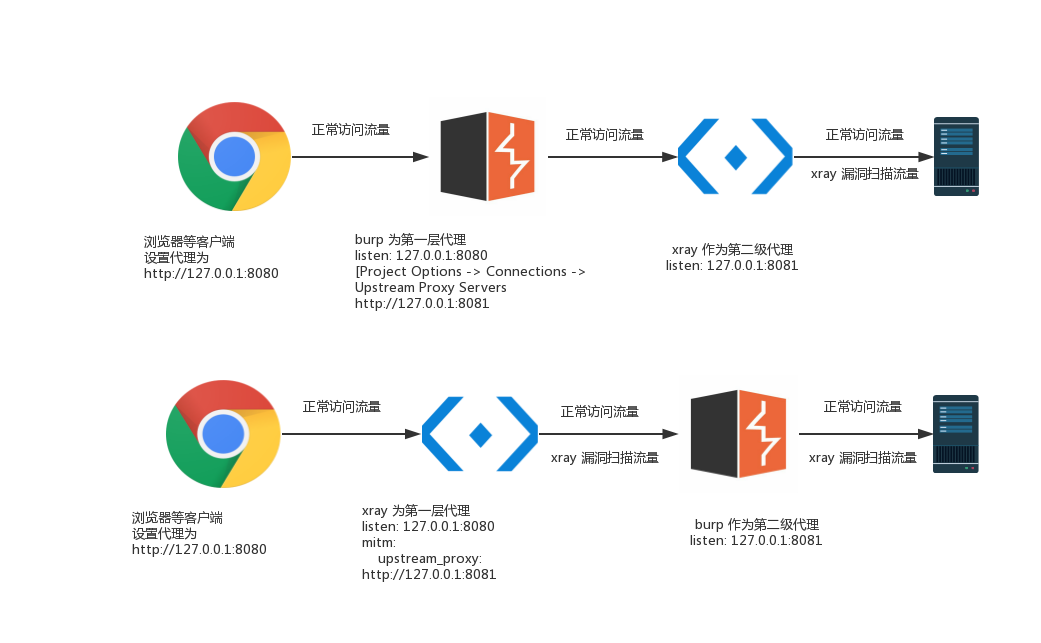 正常访问流量
正常访问流量
正常访问流量
xray 漏洞扫描流量
浏览器等客户端
设置代理为
http://127.0.0.1:8080
burp 为第一层代理
listen: 127.0.0.1:8080
[Project Options -> Connections ->
Upstream Proxy Servers
http://127.0.0.1:8081
xray 作为第二级代理
listen: 127.0.0.1:8081
正常访问流量
正常访问流量
xray 漏洞扫描流量
正常访问流量
xray 漏洞扫描流量
浏览器等客户端
设置代理为
http://127.0.0.1:8080
xray 为第一层代理
listen: 127.0.0.1:8080
mitm:
upstream_proxy:
http://127.0.0.1:8081
burp 作为第二级代理
listen: 127.0.0.1:8081